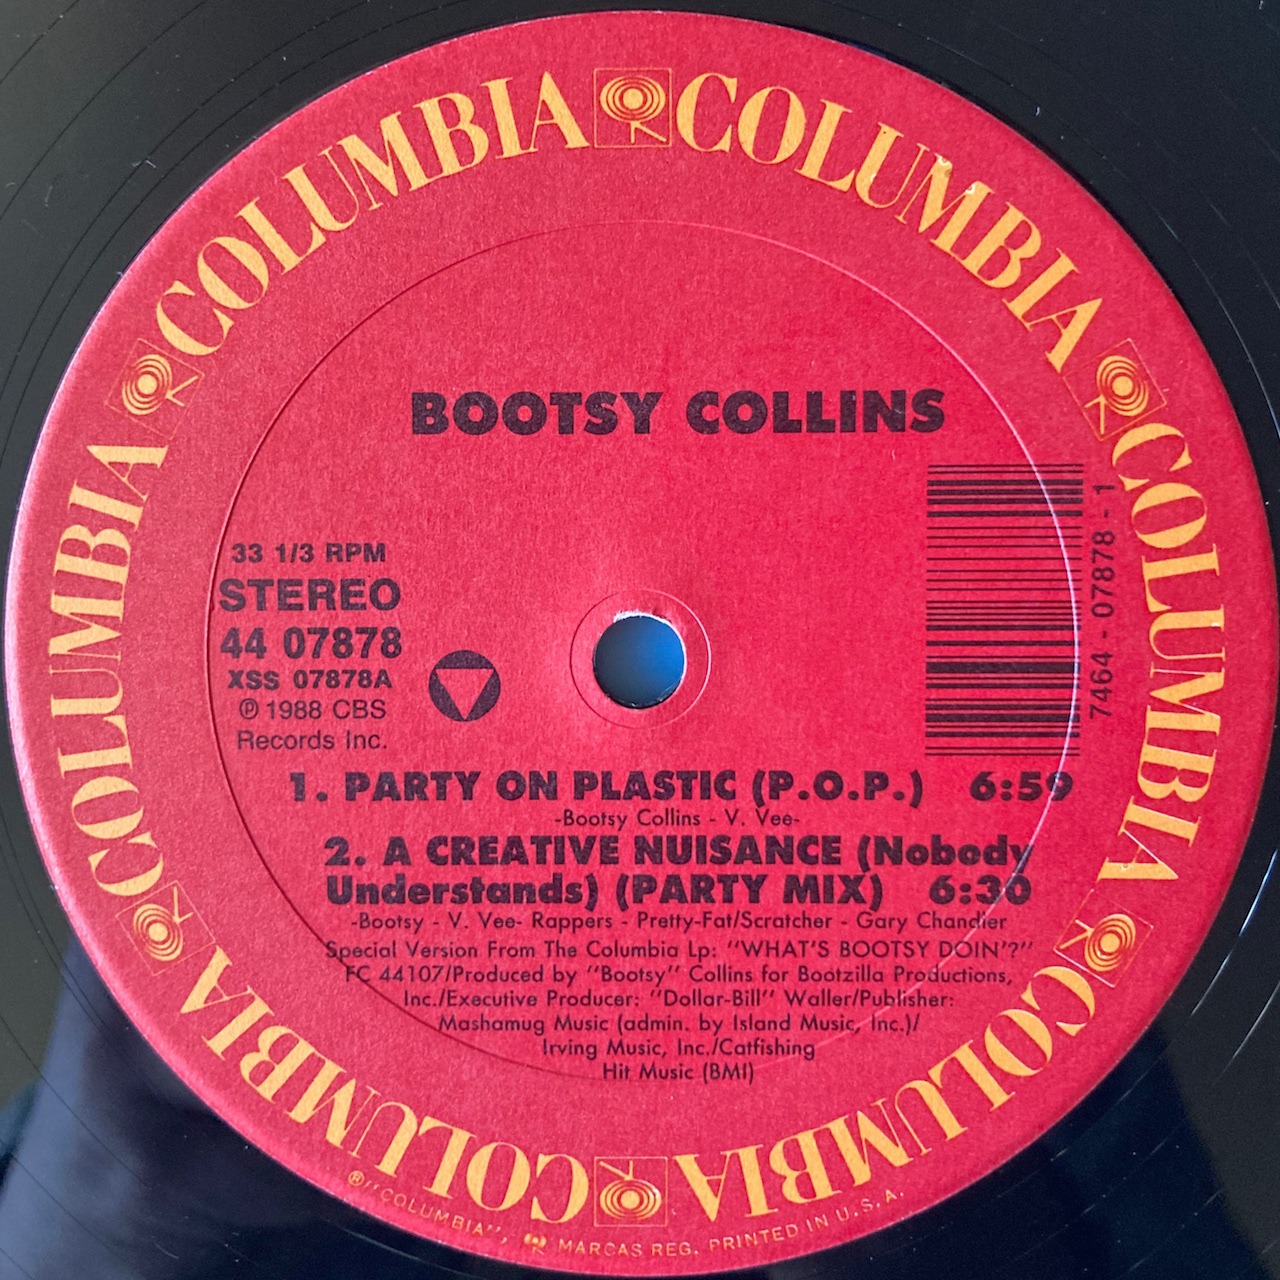 COLUMBIA COLUMBIA COLUMBIA COLUMBIA COLUMBIA COLUMBIA COLUMBIA COLUMBIA
BOOTSY COLLINS
33 1/3 RPM
STEREO
44 07878
XSS 07878A
℗ 1988 CBS
Records Inc.
7464-07878-1
1. PARTY ON PLASTIC (P.O.P.) 6:59
-Bootsy Collins - V. Vee-
2. A CREATIVE NUISANCE (Nobody
Understands) (PARTY MIX) 6:30
-Bootsy - V. Vee- Rappers - Pretty-Fat/Scratcher - Gary Chandler
Special Version From The Columbia Lp: "WHAT'S BOOTSY DOIN'?"
FC 44107/Produced by "Bootsy" Collins for Bootzilla Productions,
Inc./Executive Producer: "Dollar-Bill" Waller/Publisher:
Mashamug Music (admin. by Island Music, Inc.)/
Irving Music, Inc./Catfishing
Hit Music (BMI)
®"COLUMBIA", MARCAS REG. PRINTED IN U.S.A.